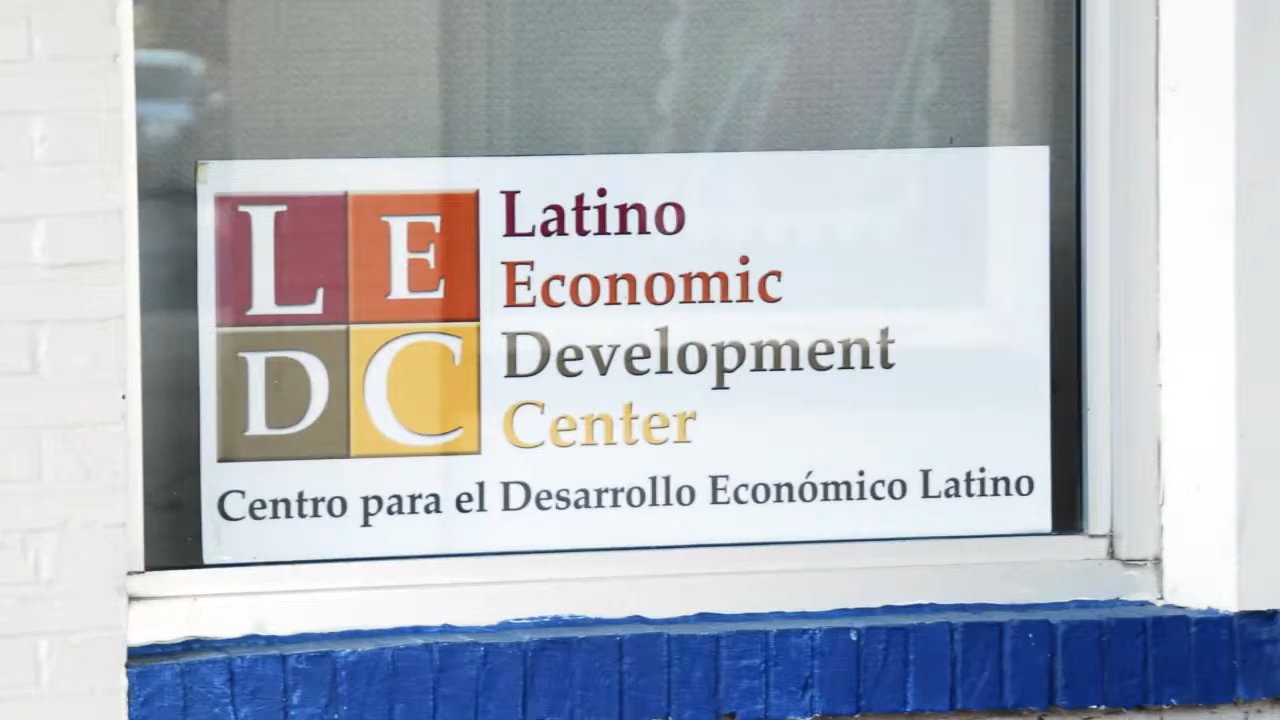 L E
D C
Latino
Economic
Development
Center
Centro para el Desarrollo Económico Latino